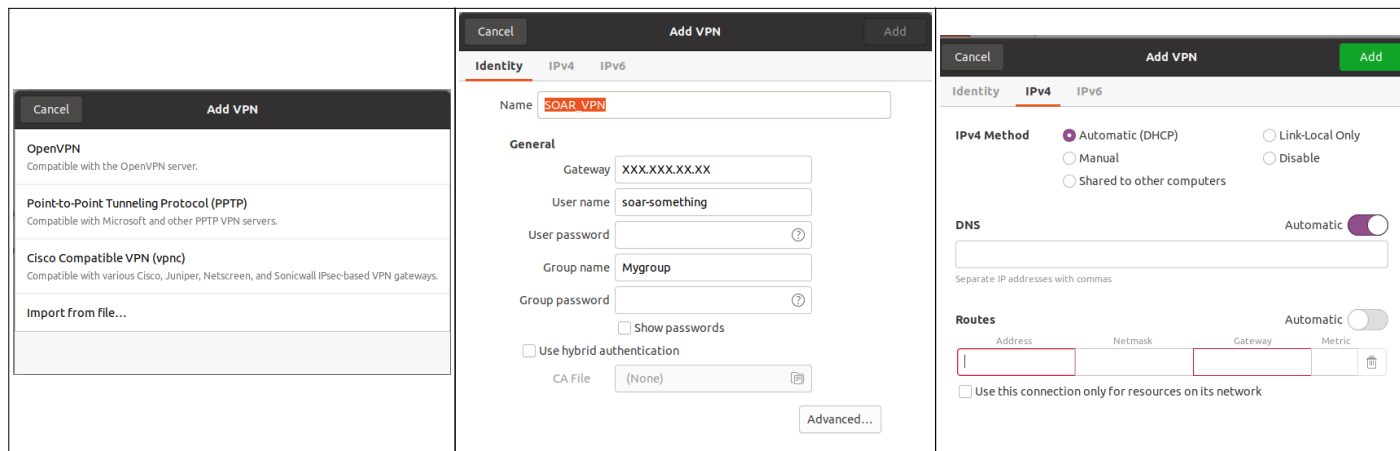 Cancel
Add VPN
OpenVPN
Compatible with the OpenVPN server.
Point-to-Point Tunneling Protocol (PPTP)
Compatible with Microsoft and other PPTP VPN servers.
Cisco Compatible VPN (vpnc)
Compatible with various Cisco, Juniper, Netscreen, and Sonicwall IPsec-based VPN gateways.
Import from file...
Cancel Add VPN Add
Identity IPv4 IPv6
Name SOAR_VPN
General
Gateway XXX.XXX.XX.XX
User name soar-something
User password
Group name Mygroup
Group password
Show passwords
Use hybrid authentication
CA File (None)
Advanced...
Cancel Add VPN Add
Identity IPv4 IPv6
IPv4 Method Automatic (DHCP) Link-Local Only
Manual Disable
Shared to other computers
DNS Automatic
Separate IP addresses with commas
Routes Automatic
Address Netmask Gateway Metric
Use this connection only for resources on its network